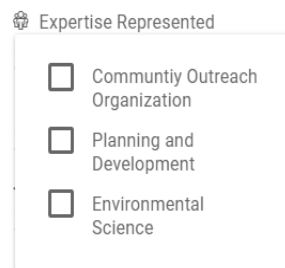 Expertise Represented
Communtiy Outreach
Organization
Planning and
Development
Environmental
Science